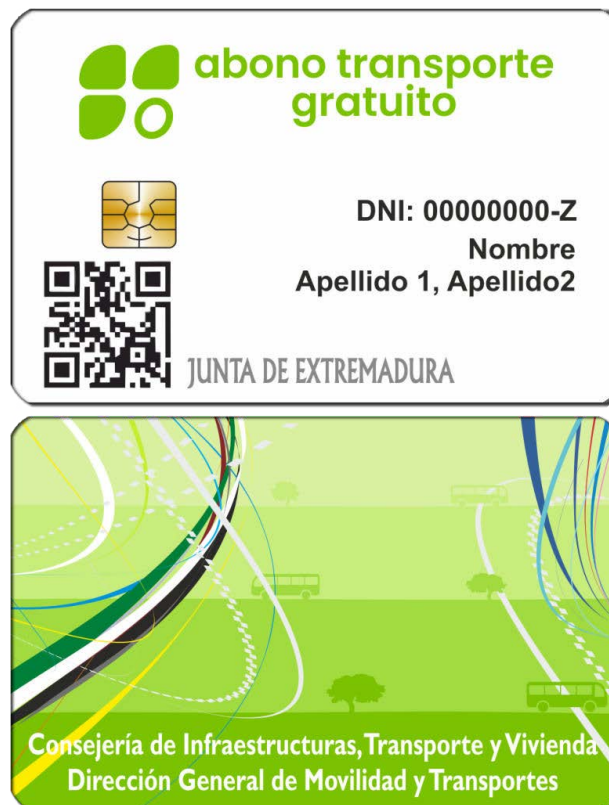 abono transporte
gratuito
DNI: 00000000-Z
Nombre
Apellido 1, Apellido2
JUNTA DE EXTREMADURA
Consejería de Infraestructuras, Transporte y Vivienda
Dirección General de Movilidad y Transportes